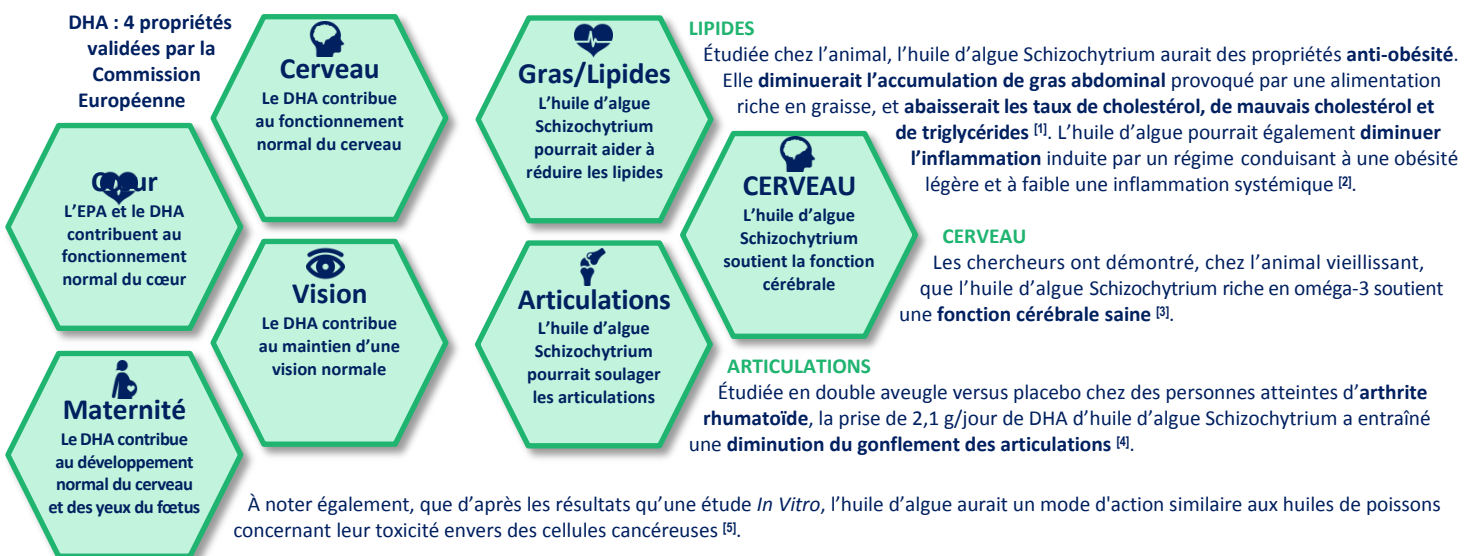 DHA : 4 propriétés
validées par la
Commission
Européenne
Cerveau
Le DHA contribue
au fonctionnement
normal du cerveau
Cœur
L’EPA et le DHA
contribuent au
fonctionnement
normal du cœur
Vision
Le DHA contribue
au maintien d’une
vision normale
Maternité
Le DHA contribue
au développement
normal du cerveau
et des yeux du fœtus
Gras/Lipides
L’huile d’algue
Schizochytrium
pourrait aider à
réduire les lipides
CERVEAU
L’huile d’algue
Schizochytrium
soutient la fonction
cérébrale
Articulations
L’huile d’algue
Schizochytrium
pourrait soulager
les articulations
LIPIDES
Étudiée chez l’animal, l’huile d’algue Schizochytrium aurait des propriétés anti-obésité.
Elle diminuerait l’accumulation de gras abdominal provoqué par une alimentation
riche en graisse, et abaisserait les taux de cholestérol, de mauvais cholestérol et
de triglycérides [1]. L’huile d’algue pourrait également diminuer
l’inflammation induite par un régime conduisant à une obésité
légère et à faible une inflammation systémique [2].
CERVEAU
Les chercheurs ont démontré, chez l’animal vieillissant,
que l’huile d’algue Schizochytrium riche en oméga-3 soutient
une fonction cérébrale saine [3].
ARTICULATIONS
Étudiée en double aveugle versus placebo chez des personnes atteintes d’arthrite
rhumatoïde, la prise de 2,1 g/jour de DHA d’huile d’algue Schizochytrium a entraîné
une diminution du gonflement des articulations [4].
À noter également, que d’après les résultats qu’une étude In Vitro, l’huile d’algue aurait un mode d'action similaire aux huiles de poissons
concernant leur toxicité envers des cellules cancéreuses [5].